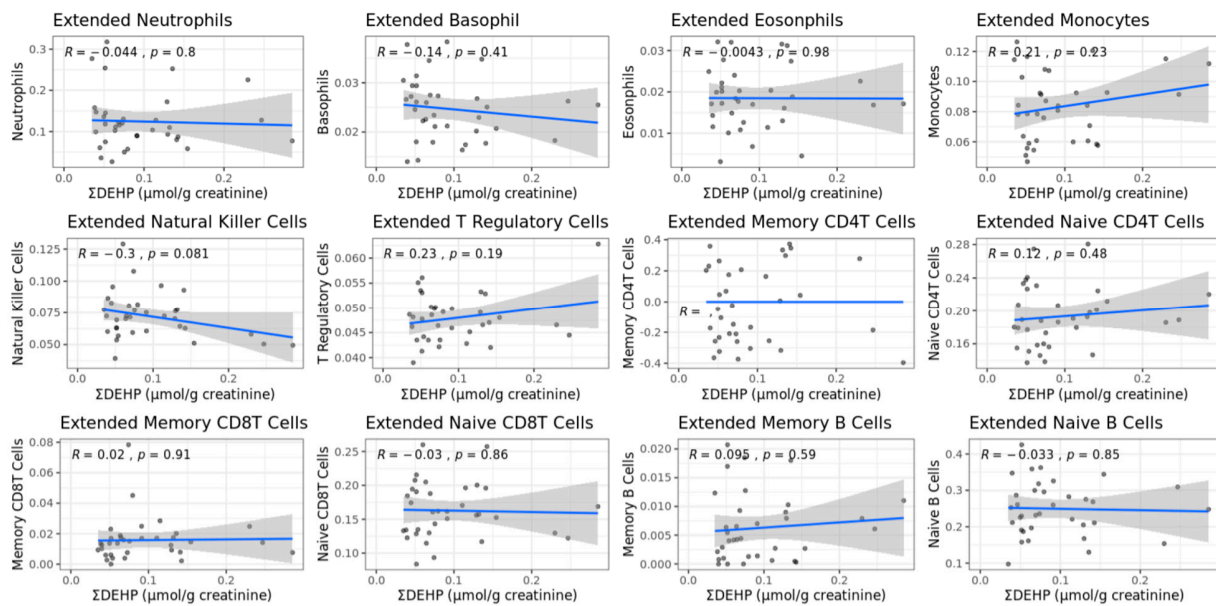 Extended Neutrophils
R = −0.044 , p = 0.8
Neutrophils
0.3
0.1
0.0
0.1
0.2
ΣDEHP (µmol/g creatinine)
Extended Basophil
R = −0.14 , p = 0.41
Basophils
0.03
0.02
0.0
0.1
0.2
ΣDEHP (µmol/g creatinine)
Extended Eosonphils
R = −0.0043 , p = 0.98
Eosonphils
0.03
0.02
0.01
0.0
0.1
0.2
ΣDEHP (µmol/g creatinine)
Extended Monocytes
R = 0.21 , p = 0.23
Monocytes
0.12
0.10
0.08
0.06
0.0
0.1
0.2
ΣDEHP (µmol/g creatinine)
Extended Natural Killer Cells
R = −0.3 , p = 0.081
Natural Killer Cells
0.125
0.100
0.075
0.050
0.0
0.1
0.2
ΣDEHP (µmol/g creatinine)
Extended T Regulatory Cells
R = 0.23 , p = 0.19
T Regulatory Cells
0.060
0.050
0.040
0.0
0.1
0.2
ΣDEHP (µmol/g creatinine)
Extended Memory CD4T Cells
R = ,
Memory CD4T Cells
0.4
0.2
0.0
-0.2
-0.4
0.0
0.1
0.2
ΣDEHP (µmol/g creatinine)
Extended Naive CD4T Cells
R = 0.12 , p = 0.48
Naive CD4T Cells
0.28
0.24
0.20
0.16
0.0
0.1
0.2
ΣDEHP (µmol/g creatinine)
Extended Memory CD8T Cells
R = 0.02 , p = 0.91
Memory CD8T Cells
0.08
0.06
0.04
0.02
0.00
0.0
0.1
0.2
ΣDEHP (µmol/g creatinine)
Extended Naive CD8T Cells
R = −0.03 , p = 0.86
Naive CD8T Cells
0.25
0.20
0.15
0.10
0.0
0.1
0.2
ΣDEHP (µmol/g creatinine)
Extended Memory B Cells
R = 0.095 , p = 0.59
Memory B Cells
0.020
0.015
0.010
0.005
0.000
0.0
0.1
0.2
ΣDEHP (µmol/g creatinine)
Extended Naive B Cells
R = −0.033 , p = 0.85
Naive B Cells
0.4
0.3
0.2
0.1
0.0
0.1
0.2
ΣDEHP (µmol/g creatinine)